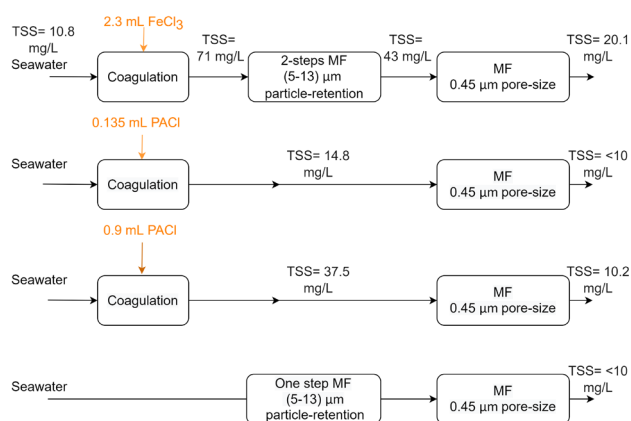 TSS= 10.8
mg/L
Seawater
2.3 mL FeCl₃
Coagulation
TSS=
71 mg/L
2-steps MF
(5-13) µm
particle-retention
TSS=
43 mg/L
MF
0.45 µm pore-size
TSS= 20.1
mg/L
Seawater
0.135 mL PACl
Coagulation
TSS= 14.8
mg/L
MF
0.45 µm pore-size
TSS= <10
mg/L
Seawater
0.9 mL PACl
Coagulation
TSS= 37.5
mg/L
MF
0.45 µm pore-size
TSS= 10.2
mg/L
Seawater
One step MF
(5-13) µm
particle-retention
MF
0.45 µm pore-size
TSS= <10
mg/L